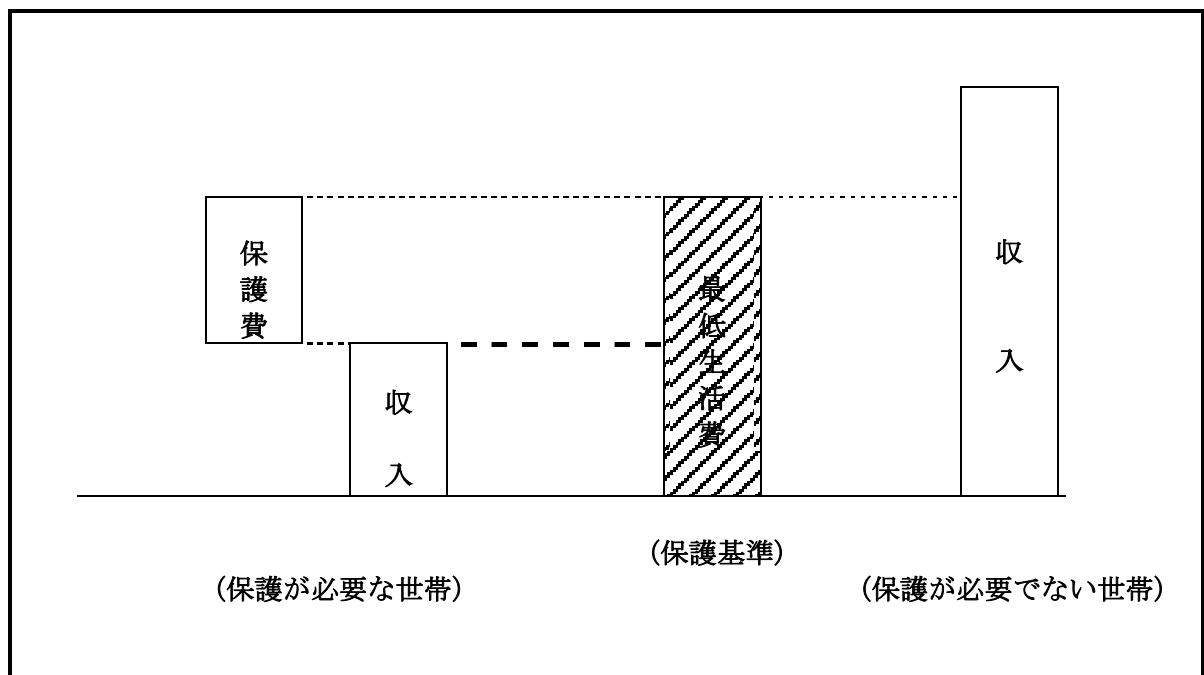 保護費
収入
最低生活費
収入
（保護基準）
（保護が必要な世帯）
（保護が必要でない世帯）